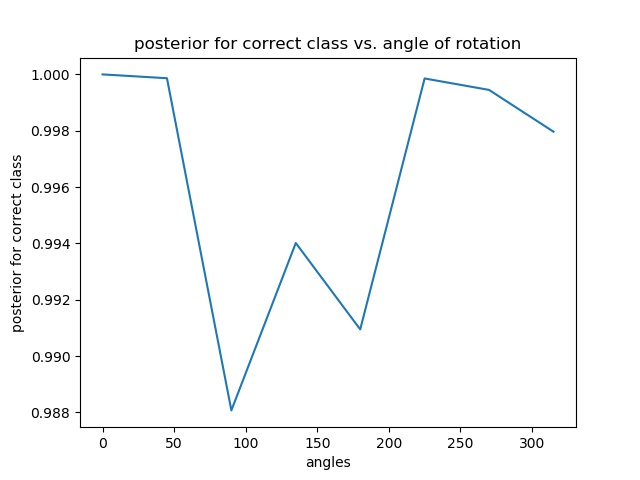 posterior for correct class vs. angle of rotation
1.000
0.998
0.996
0.994
0.992
0.990
0.988
posterior for correct class
0 50 100 150 200 250 300
angles